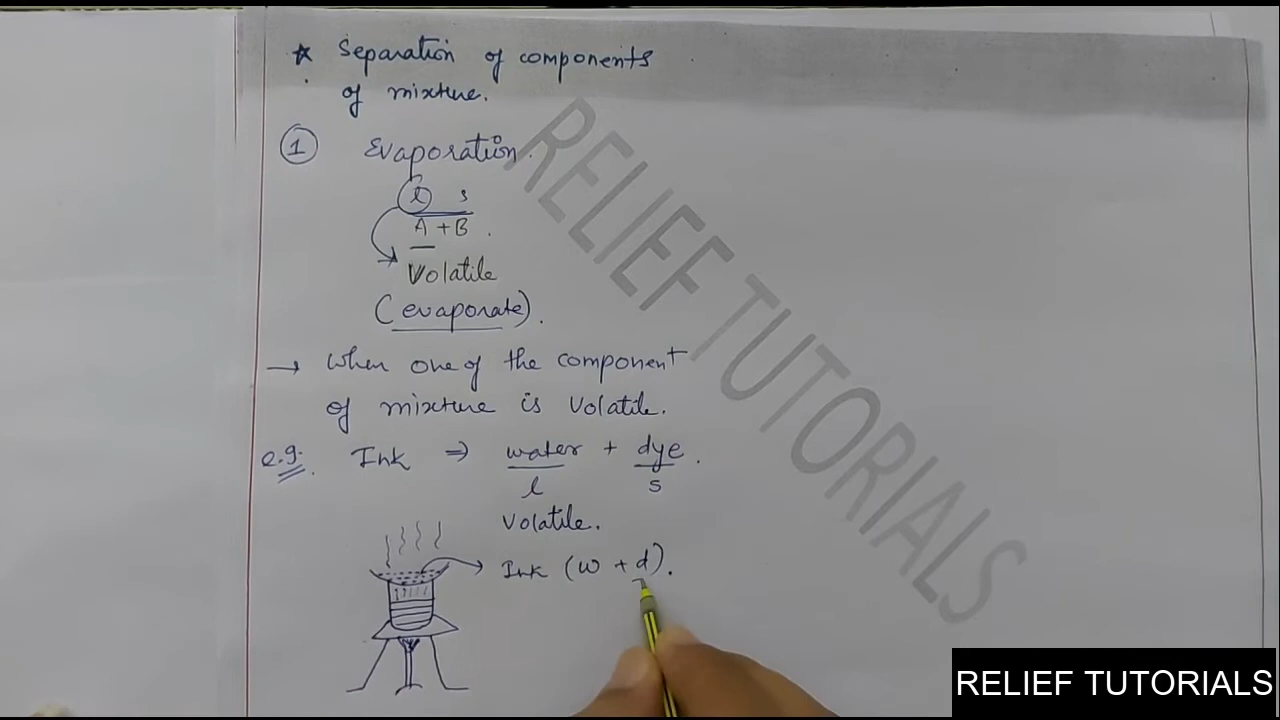 * Separation of components
of mixture.
1 Evaporation.
l s
A + B.
Volatile
(evaporate).
→ When one of the component
of mixture is volatile.
e.g. Ink ⇒ water + dye.
l s
Volatile.
Ink (w + d).
RELIEF TUTORIALS
RELIEF TUTORIALS